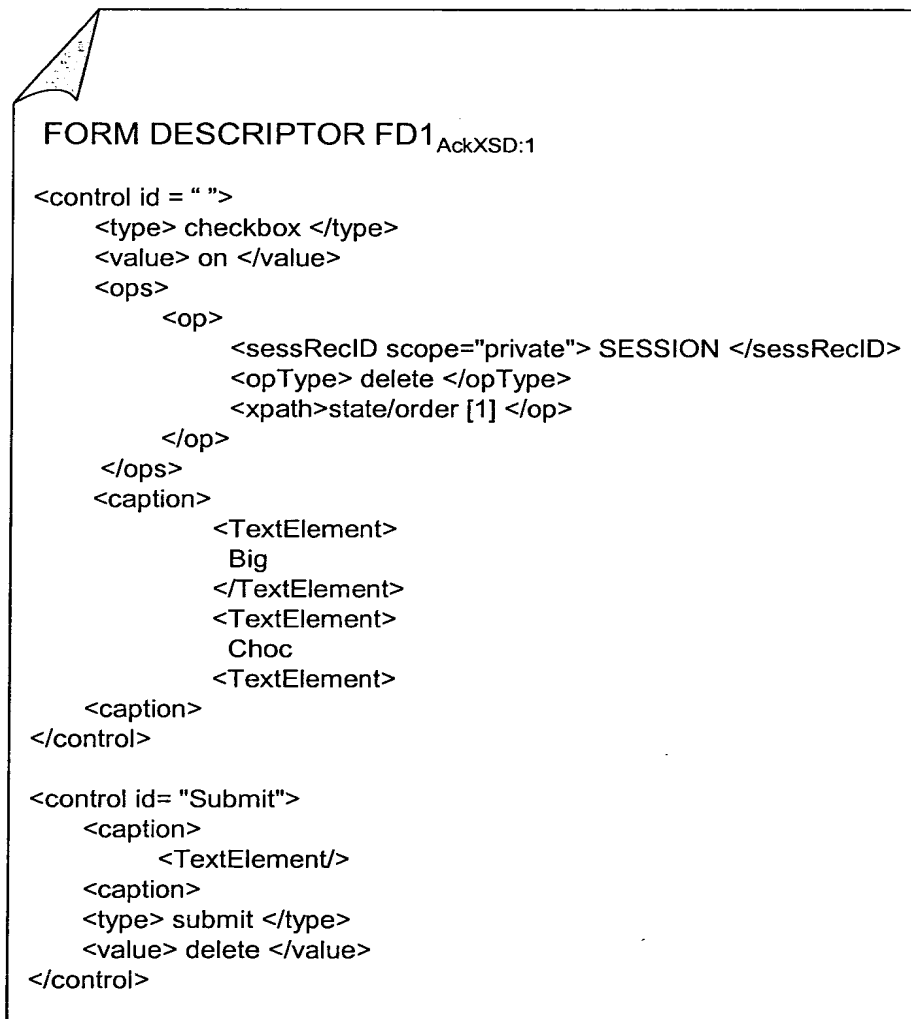 FORM DESCRIPTOR FD1AckXSD:1
<control id = “ ”>
<type> checkbox </type>
<value> on </value>
<ops>
<op>
<sessRecID scope="private"> SESSION </sessRecID>
<opType> delete </opType>
<xpath>state/order [1] </op>
</op>
</ops>
<caption>
<TextElement>
Big
</TextElement>
<TextElement>
Choc
<TextElement>
<caption>
</control>
<control id= "Submit">
<caption>
<TextElement/>
<caption>
<type> submit </type>
<value> delete </value>
</control>